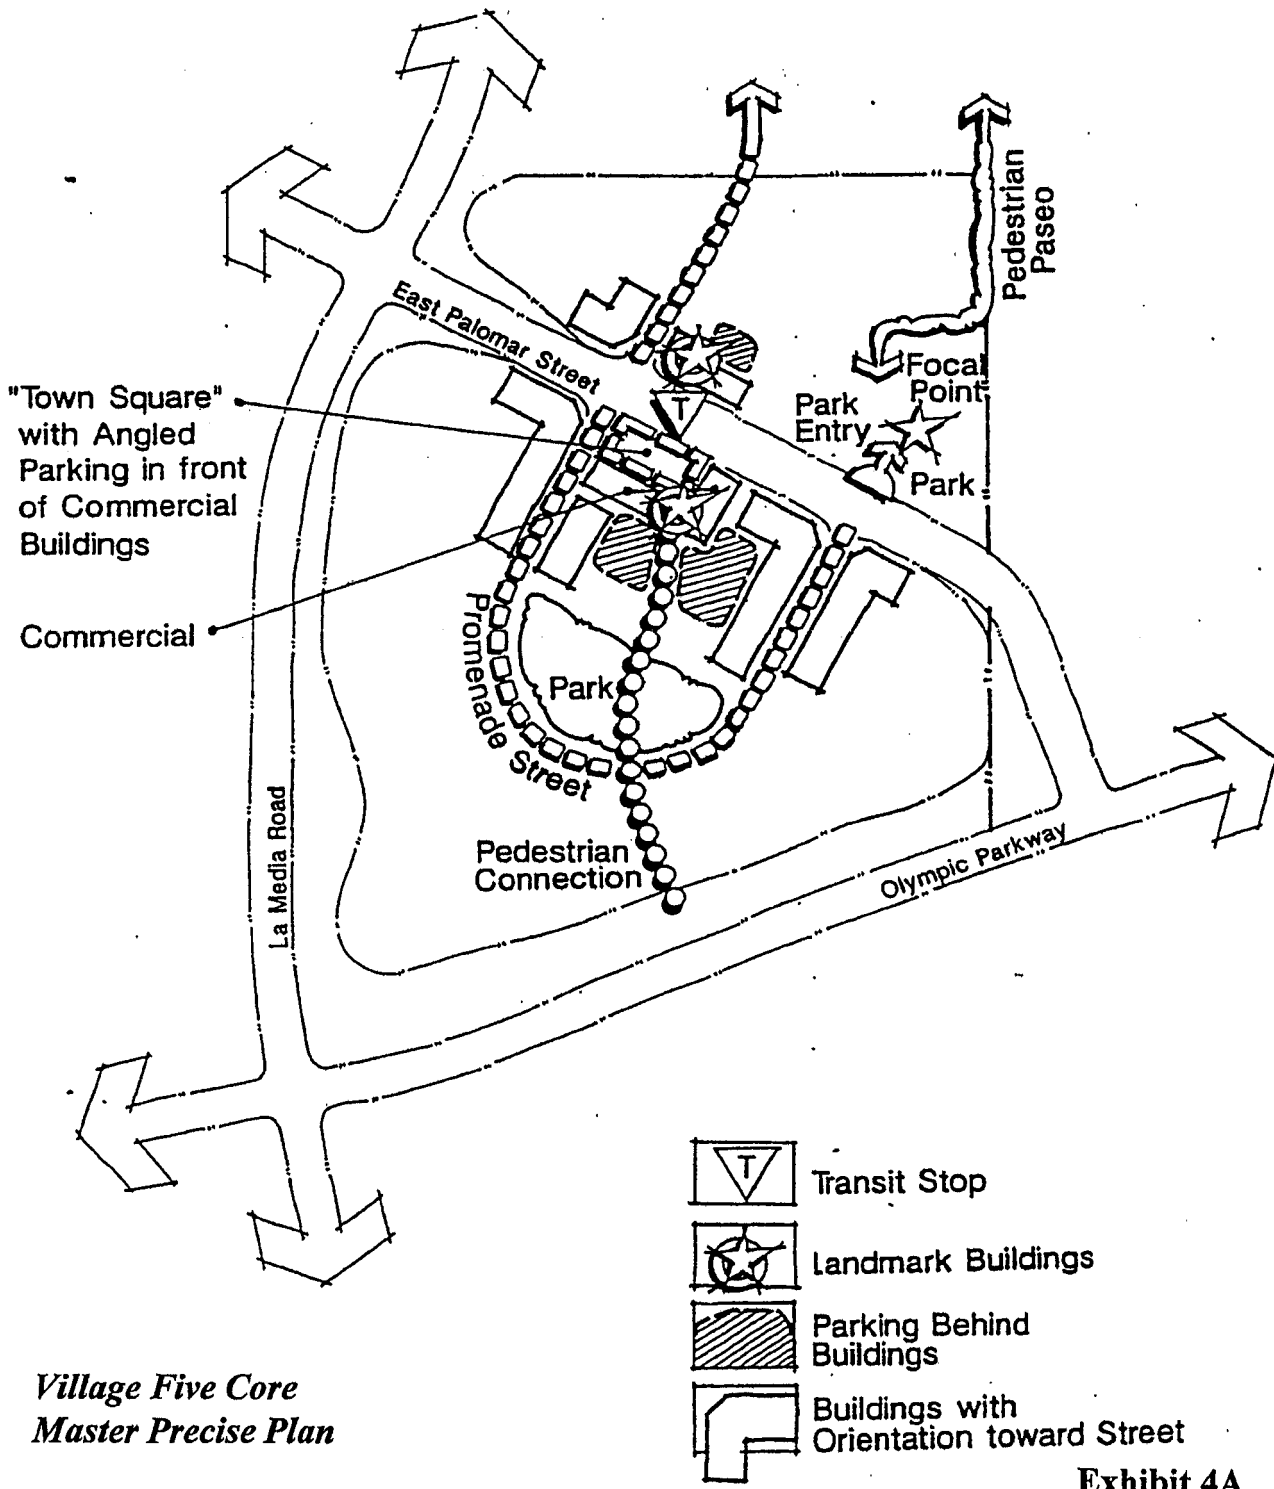 Pedestrian
Paseo
East Palomar Street
"Town Square"
with Angled
Parking in front
of Commercial
Buildings
T
Focal
Point
Park
Entry
Park
Commercial
Promenade Street
Park
La Media Road
Pedestrian
Connection
Olympic Parkway
T
Transit Stop
Landmark Buildings
Parking Behind
Buildings
Buildings with
Orientation toward Street
Village Five Core
Master Precise Plan
Exhibit 4A